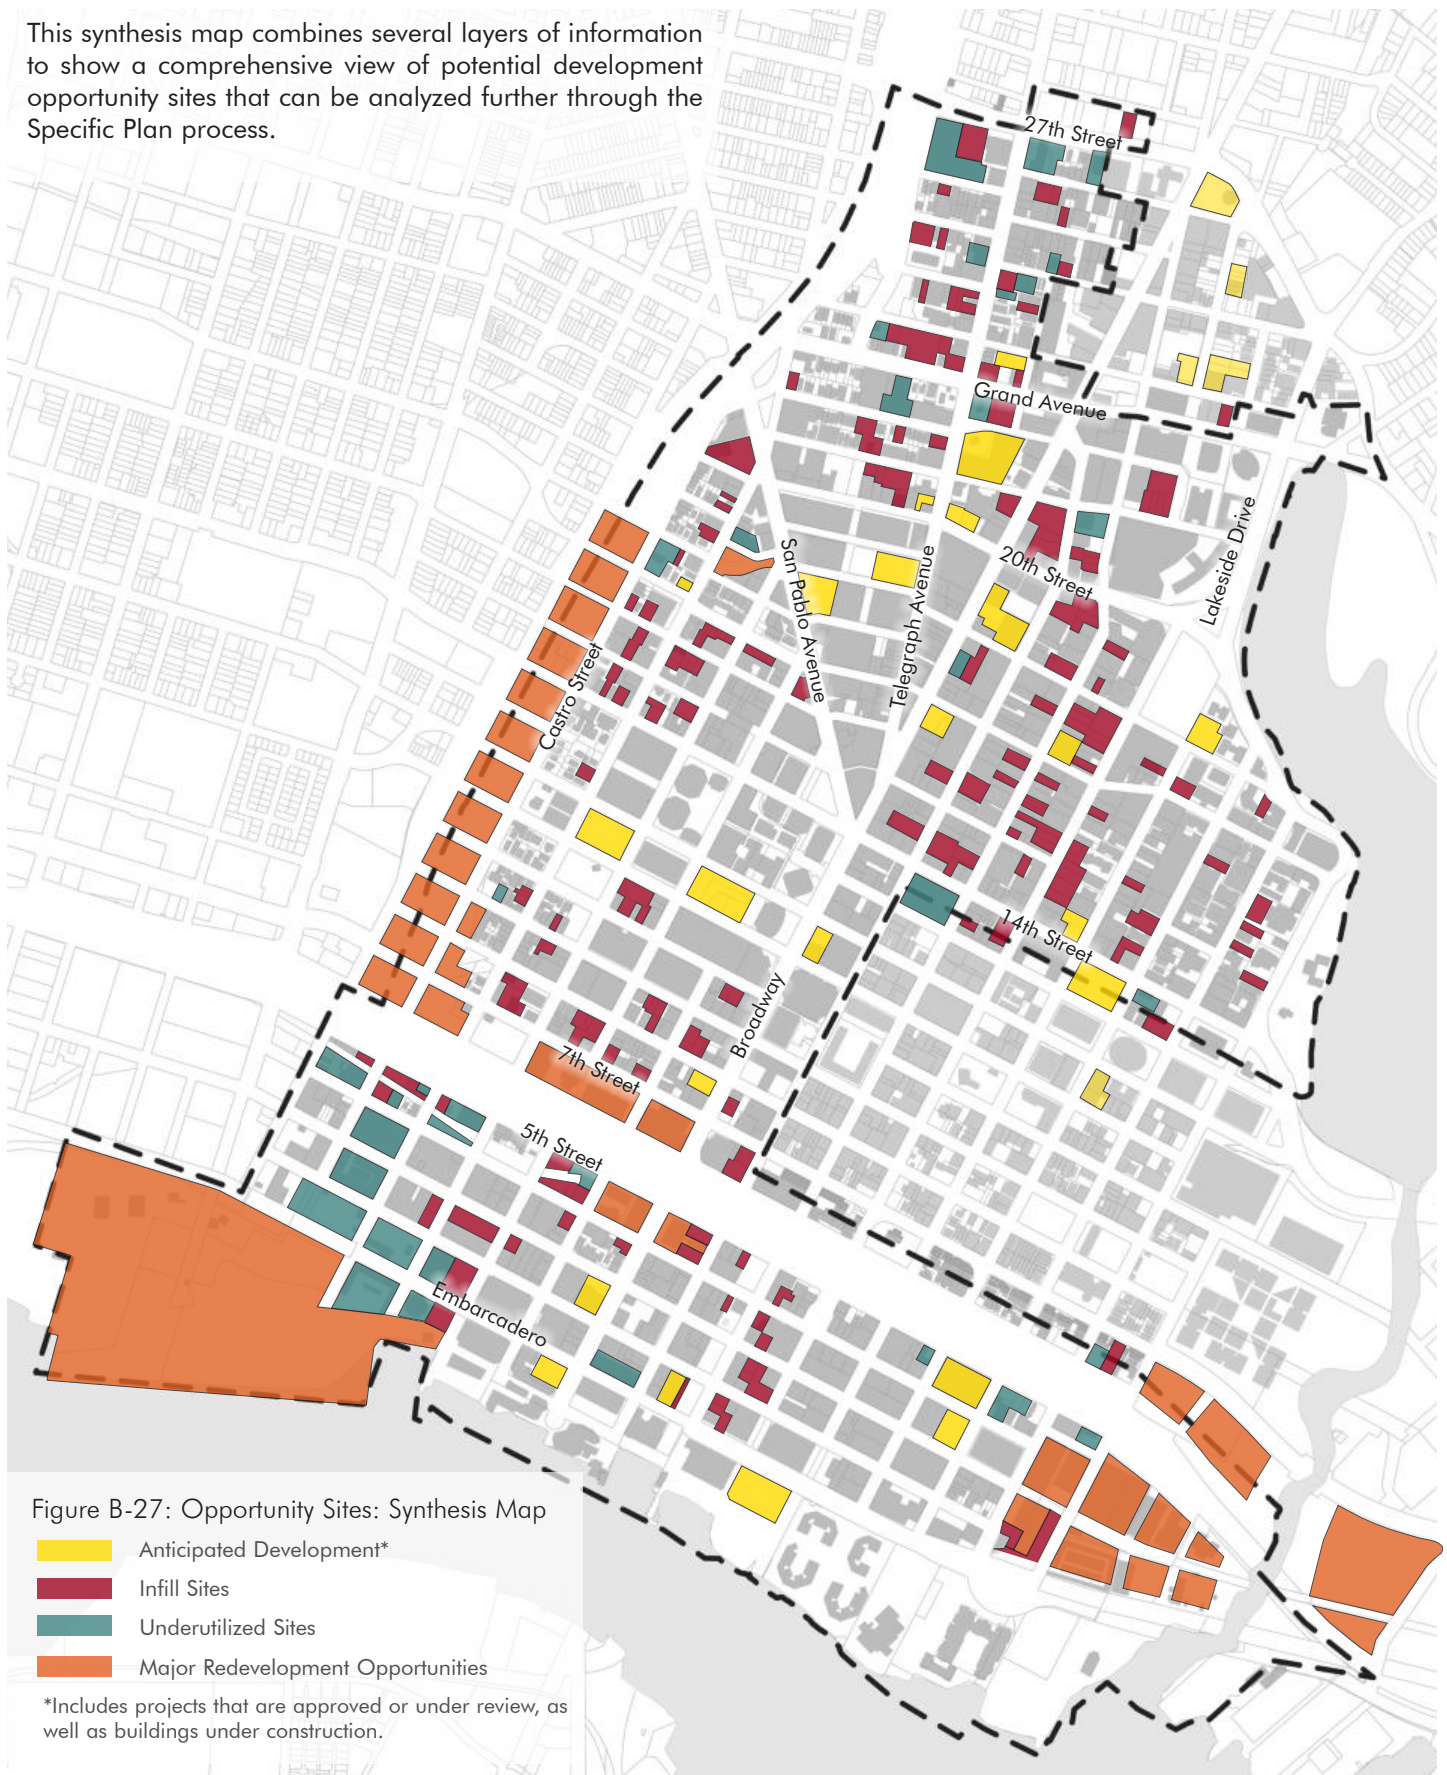 This synthesis map combines several layers of information
to show a comprehensive view of potential development
opportunity sites that can be analyzed further through the
Specific Plan process.
27th Street
Grand Avenue
Lakeside Drive
San Pablo Avenue
Telegraph Avenue
20th Street
Castro Street
14th Street
Broadway
7th Street
5th Street
Embarcadero
Figure B-27: Opportunity Sites: Synthesis Map
Anticipated Development*
Infill Sites
Underutilized Sites
Major Redevelopment Opportunities
*Includes projects that are approved or under review, as
well as buildings under construction.